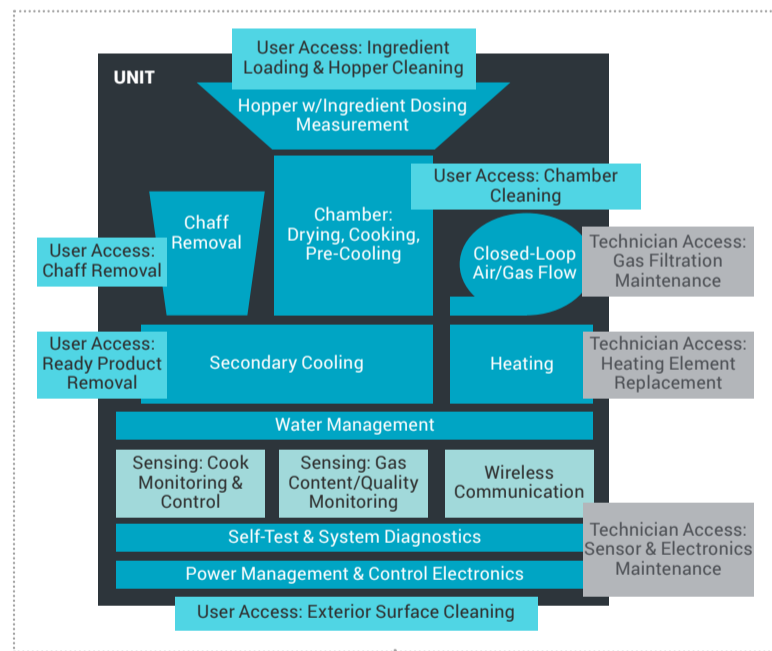 User Access: Ingredient
Loading & Hopper Cleaning
UNIT
Hopper w/Ingredient Dosing
Measurement
User Access: Chamber
Cleaning
Chaff
Removal
Chamber:
Drying, Cooking,
Pre-Cooling
User Access:
Chaff Removal
Closed-Loop
Air/Gas Flow
Technician Access:
Gas Filtration
Maintenance
User Access:
Ready Product
Removal
Secondary Cooling
Heating
Technician Access:
Heating Element
Replacement
Water Management
Sensing: Cook
Monitoring &
Control
Sensing: Gas
Content/Quality
Monitoring
Wireless
Communication
Self-Test & System Diagnostics
Technician Access:
Sensor & Electronics
Maintenance
Power Management & Control Electronics
User Access: Exterior Surface Cleaning